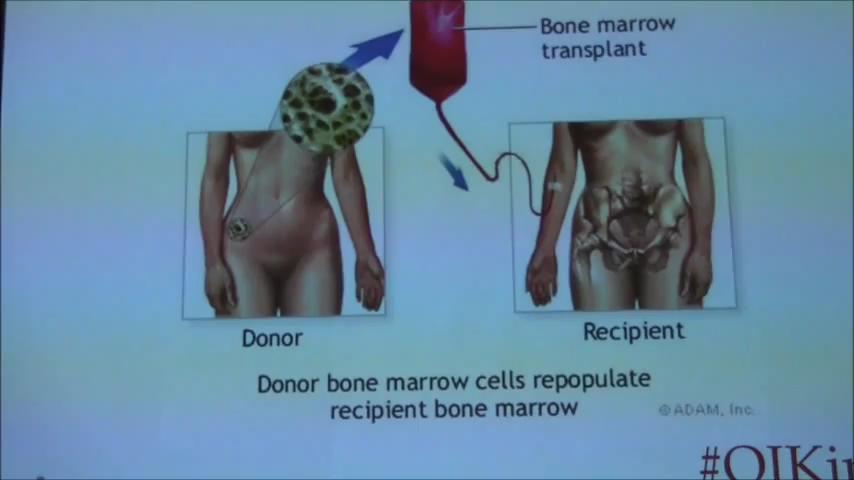 Bone marrow
transplant
Donor
Recipient
Donor bone marrow cells repopulate
recipient bone marrow
©ADAM, Inc.